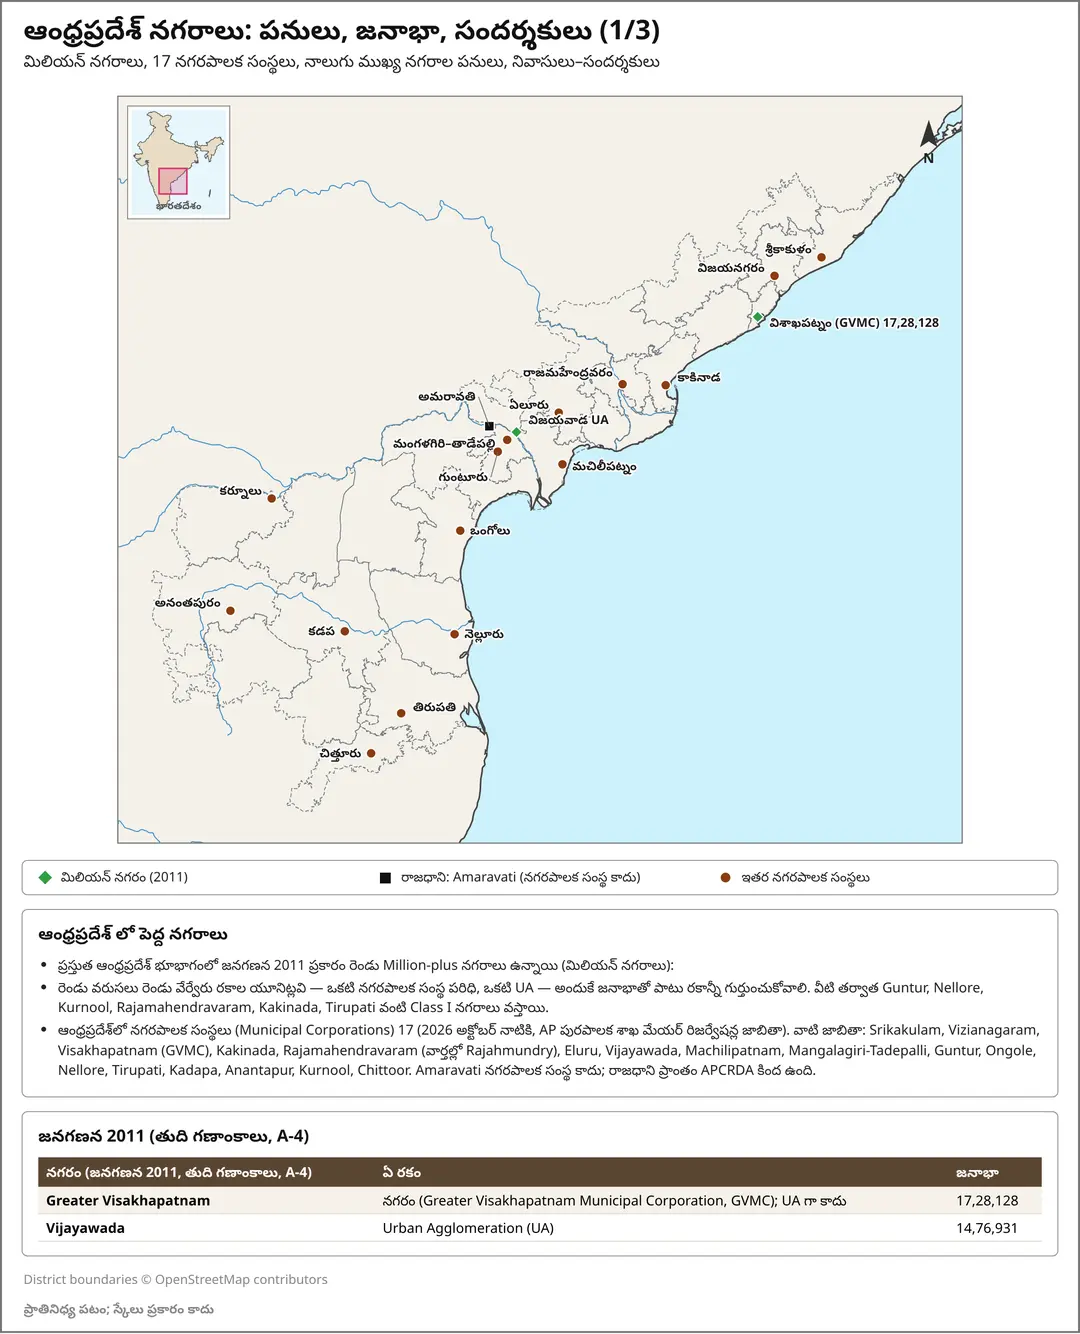 ఆంధ్రప్రదేశ్ నగరాలు: పనులు, జనాభా, సందర్శకులు (1/3)
మిలియన్ నగరాలు, 17 నగరపాలక సంస్థలు, నాలుగు ముఖ్య నగరాల పనులు, నివాసులు–సందర్శకులు
భారతదేశం
N
శ్రీకాకుళం
విజయనగరం
విశాఖపట్నం (GVMC) 17,28,128
రాజమహేంద్రవరం
కాకినాడ
అమరావతి
ఏలూరు
విజయవాడ UA
మంగళగిరి–తాడేపల్లి
మచిలీపట్నం
గుంటూరు
కర్నూలు
ఒంగోలు
అనంతపురం
కడప
నెల్లూరు
తిరుపతి
చిత్తూరు
మిలియన్ నగరం (2011)
రాజధాని: Amaravati (నగరపాలక సంస్థ కాదు)
ఇతర నగరపాలక సంస్థలు
ఆంధ్రప్రదేశ్ లో పెద్ద నగరాలు
• ప్రస్తుత ఆంధ్రప్రదేశ్ భూభాగంలో జనగణన 2011 ప్రకారం రెండు Million-plus నగరాలు ఉన్నాయి (మిలియన్ నగరాలు):
• రెండు వరుసలు రెండు వేర్వేరు రకాల యూనిట్లవి — ఒకటి నగరపాలక సంస్థ పరిధి, ఒకటి UA — అందుకే జనాభాతో పాటు రకాన్నీ గుర్తుంచుకోవాలి. వీటి తర్వాత Guntur, Nellore,
Kurnool, Rajamahendravaram, Kakinada, Tirupati వంటి Class I నగరాలు వస్తాయి.
• ఆంధ్రప్రదేశ్‌లో నగరపాలక సంస్థలు (Municipal Corporations) 17 (2026 అక్టోబర్ నాటికి, AP పురపాలక శాఖ మేయర్ రిజర్వేషన్ల జాబితా). వాటి జాబితా: Srikakulam, Vizianagaram,
Visakhapatnam (GVMC), Kakinada, Rajamahendravaram (వార్తల్లో Rajahmundry), Eluru, Vijayawada, Machilipatnam, Mangalagiri-Tadepalli, Guntur, Ongole,
Nellore, Tirupati, Kadapa, Anantapur, Kurnool, Chittoor. Amaravati నగరపాలక సంస్థ కాదు; రాజధాని ప్రాంతం APCRDA కింద ఉంది.
జనగణన 2011 (తుది గణాంకాలు, A-4)
నగరం (జనగణన 2011, తుది గణాంకాలు, A-4) ఏ రకం జనాభా
Greater Visakhapatnam నగరం (Greater Visakhapatnam Municipal Corporation, GVMC); UA గా కాదు 17,28,128
Vijayawada Urban Agglomeration (UA) 14,76,931
District boundaries © OpenStreetMap contributors
ప్రాతినిధ్య పటం; స్కేలు ప్రకారం కాదు